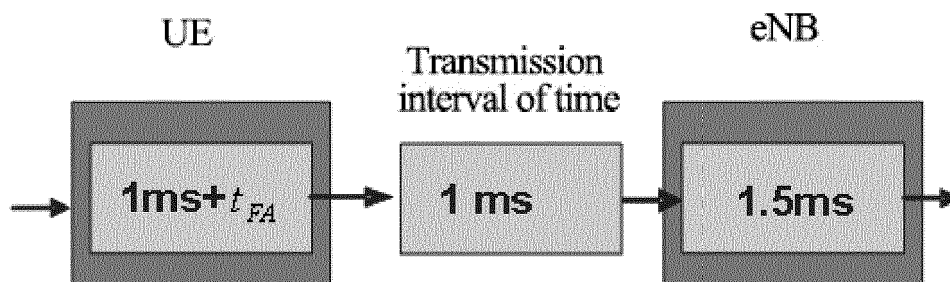 UE
eNB
Transmission
interval of time
1ms+t_FA
1 ms
1.5ms